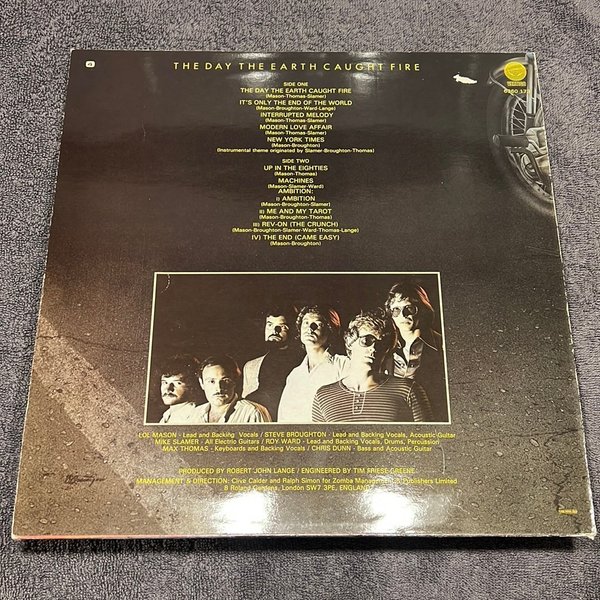 THE DAY THE EARTH CAUGHT FIRE
SIDE ONE
THE DAY THE EARTH CAUGHT FIRE
(Mason-Thomas-Slamer)
IT'S ONLY THE END OF THE WORLD
(Mason-Broughton-Ward-Lange)
INTERRUPTED MELODY
(Mason-Thomas-Slamer)
MODERN LOVE AFFAIR
(Mason-Thomas-Slamer)
NEW YORK TIMES
(Mason-Broughton)
(Instrumental theme originated by Slamer-Broughton-Thomas)
SIDE TWO
UP IN THE EIGHTIES
(Mason-Thomas)
MACHINES
(Mason-Slamer-Ward)
AMBITION:
I) AMBITION
(Mason-Broughton-Slamer)
II) ME AND MY TAROT
(Mason-Broughton-Thomas)
III) REV-ON (THE CRUNCH)
(Mason-Broughton-Slamer-Ward-Thomas-Lange)
IV) THE END (CAME EASY)
(Mason-Broughton)
LOL MASON - Lead and Backing Vocals / STEVE BROUGHTON - Lead and Backing Vocals, Acoustic Guitar
MIKE SLAMER - All Electric Guitars / ROY WARD - Lead and Backing Vocals, Drums, Percussion
MAX THOMAS - Keyboards and Backing Vocals / CHRIS DUNN - Bass and Acoustic Guitar
PRODUCED BY ROBERT JOHN LANGE / ENGINEERED BY TIM FRIESE-GREENE
MANAGEMENT & DIRECTION: Clive Calder and Ralph Simon for Zomba Management & Publishers Limited
8 Roland Gardens, London SW7 3PE, ENGLAND